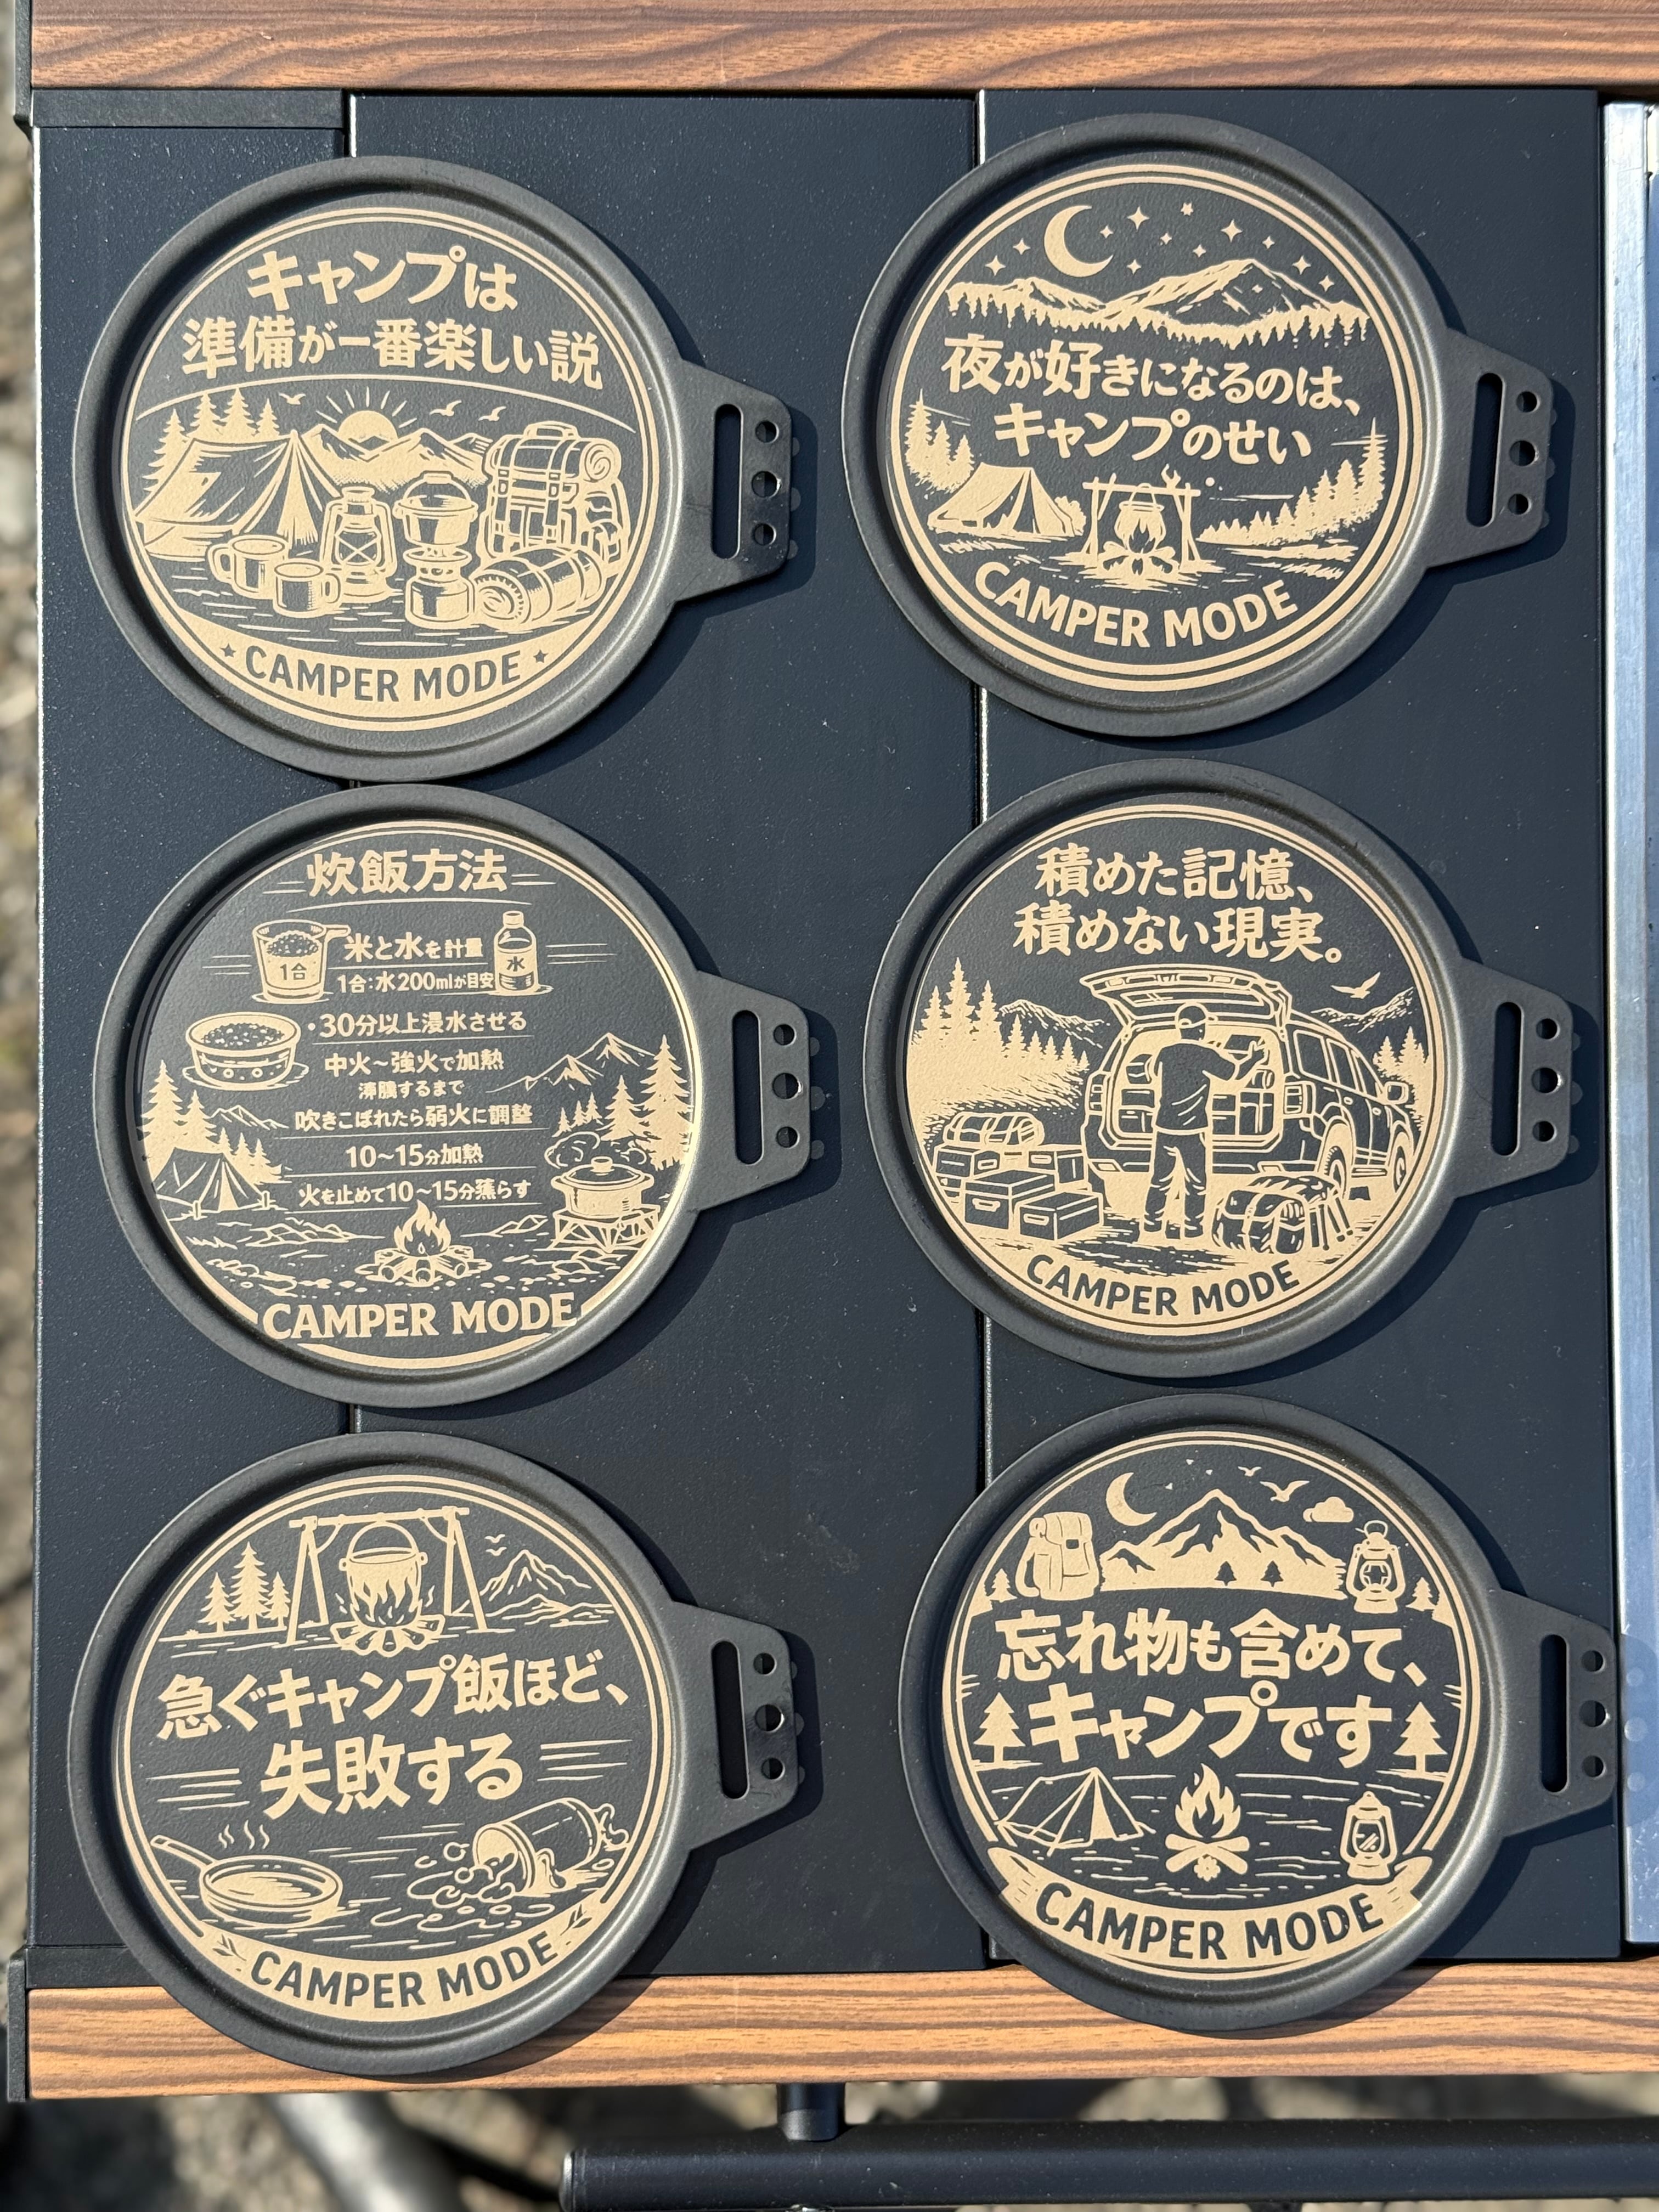 キャンプは
準備が一番楽しい説
CAMPER MODE
夜が好きになるのは、
キャンプのせい
CAMPER MODE
炊飯方法
1合
米と水を計量
水
1合:水200mlが目安
・30分以上浸水させる
中火～強火で加熱
沸騰するまで
吹きこぼれたら弱火に調整
10～15分加熱
火を止めて10～15分蒸らす
CAMPER MODE
積めた記憶、
積めない現実。
CAMPER MODE
急ぐキャンプ飯ほど、
失敗する
CAMPER MODE
忘れ物も含めて、
キャンプです
CAMPER MODE